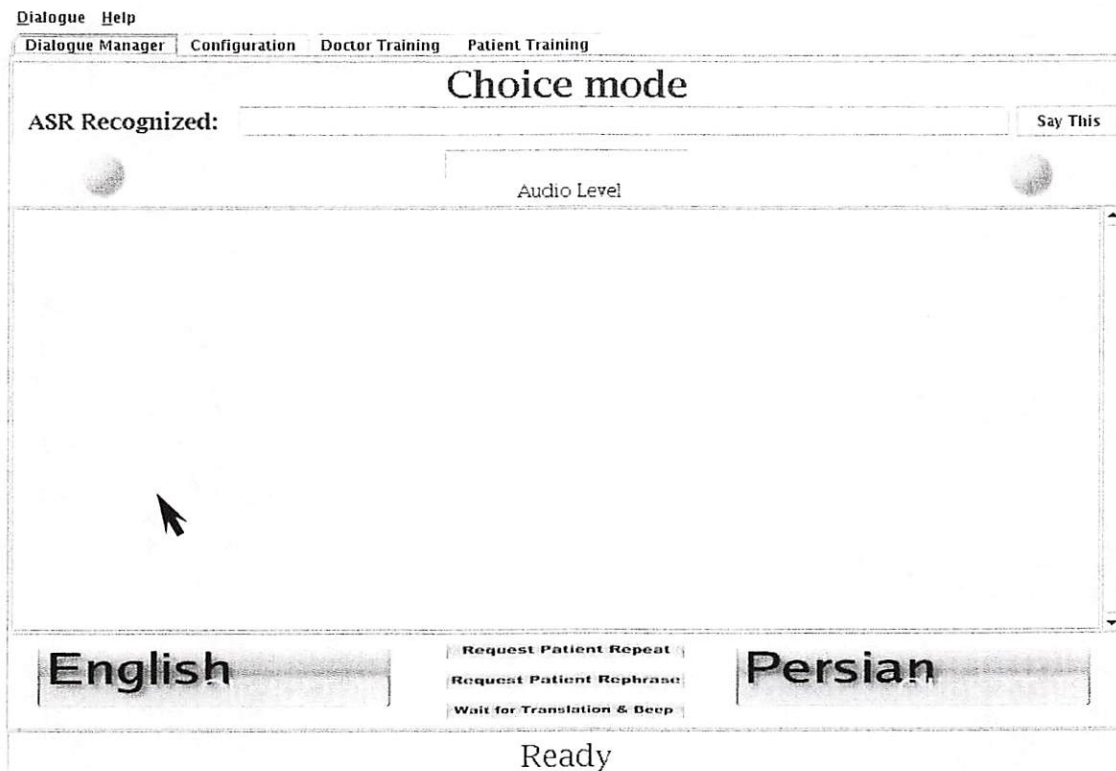 Dialogue Help
Dialogue Manager Configuration Doctor Training Patient Training
Choice mode
ASR Recognized: Say This
Audio Level
English
Request Patient Repeat
Request Patient Rephrase
Wait for Translation & Beep
Persian
Ready